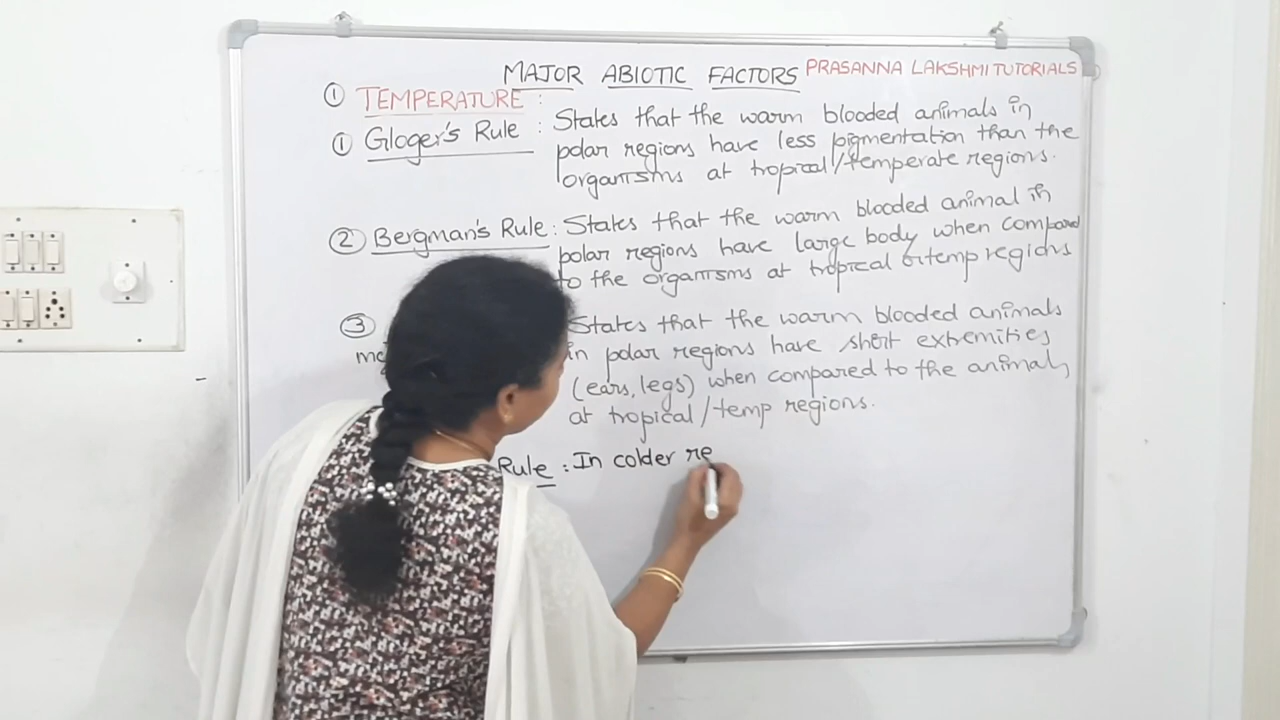 MAJOR ABIOTIC FACTORS PRASANNA LAKSHMI TUTORIALS
① TEMPERATURE :
① Gloger's Rule : States that the warm blooded animals in
polar regions have less pigmentation than the
organisms at tropical/temperate regions.
② Bergman's Rule : States that the warm blooded animal in
polar regions have large body when compared
to the organisms at tropical or temp regions
③ States that the warm blooded animals
in polar regions have short extremities
(ears, legs) when compared to the animals
at tropical/temp regions.
Rule : In colder re